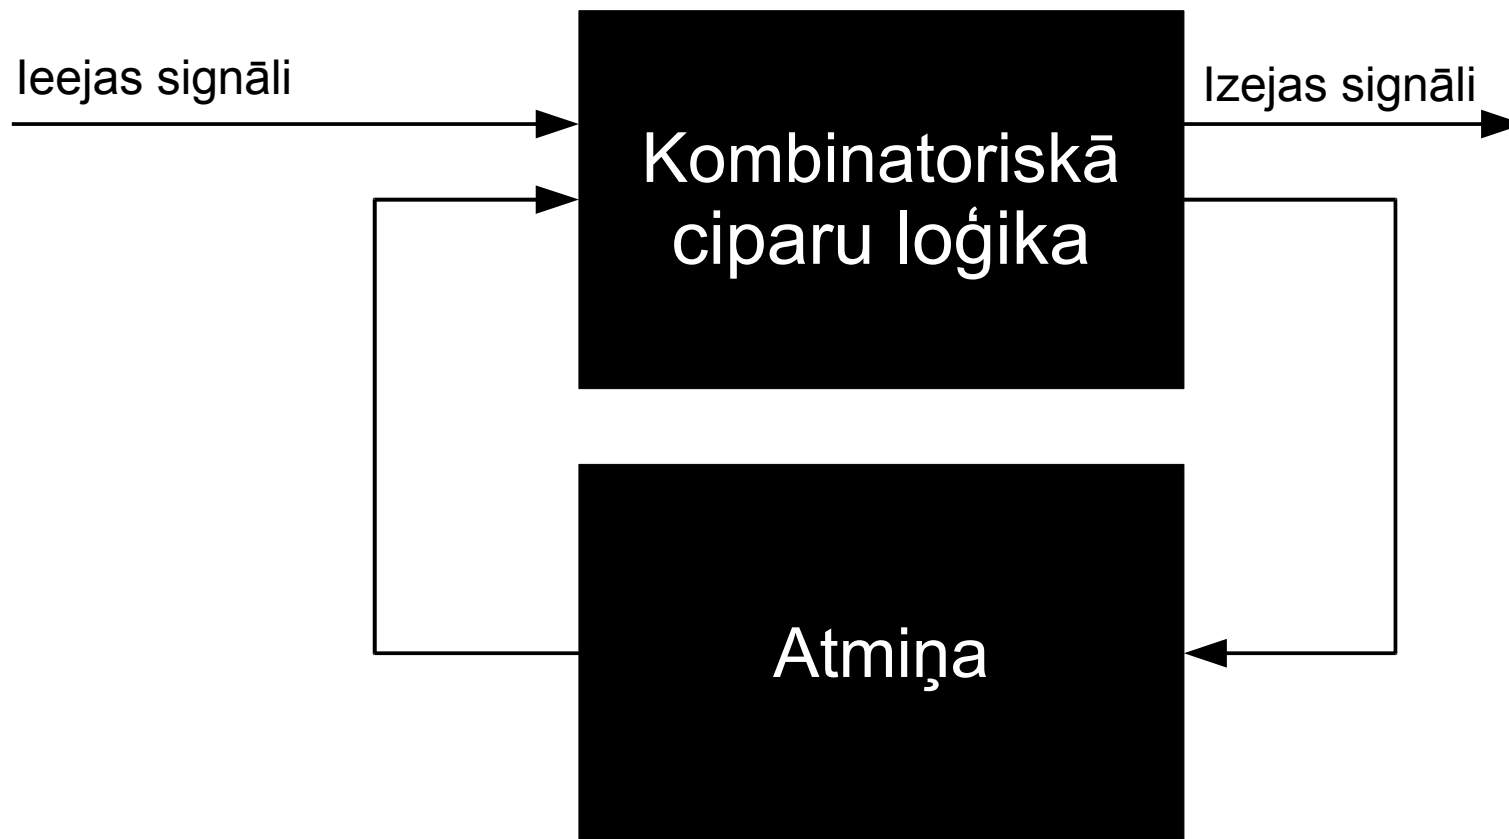 Ieejas signāli
Izejas signāli
Kombinatoriskā
ciparu loģika
Atmiņa